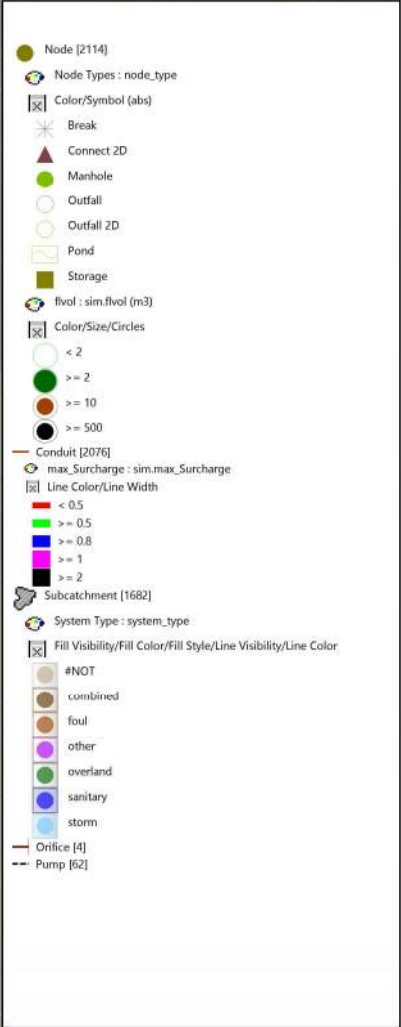 Node [2114]
Node Types : node_type
Color/Symbol (abs)
Break
Connect 2D
Manhole
Outfall
Outfall 2D
Pond
Storage
flvol : sim.flvol (m3)
Color/Size/Circles
< 2
>= 2
>= 10
>= 500
Conduit [2076]
max_Surcharge : sim.max_Surcharge
Line Color/Line Width
< 0.5
>= 0.5
>= 0.8
>= 1
>= 2
Subcatchment [1682]
System Type : system_type
Fill Visibility/Fill Color/Fill Style/Line Visibility/Line Color
#NOT
combined
foul
other
overland
sanitary
storm
Orifice [4]
Pump [62]